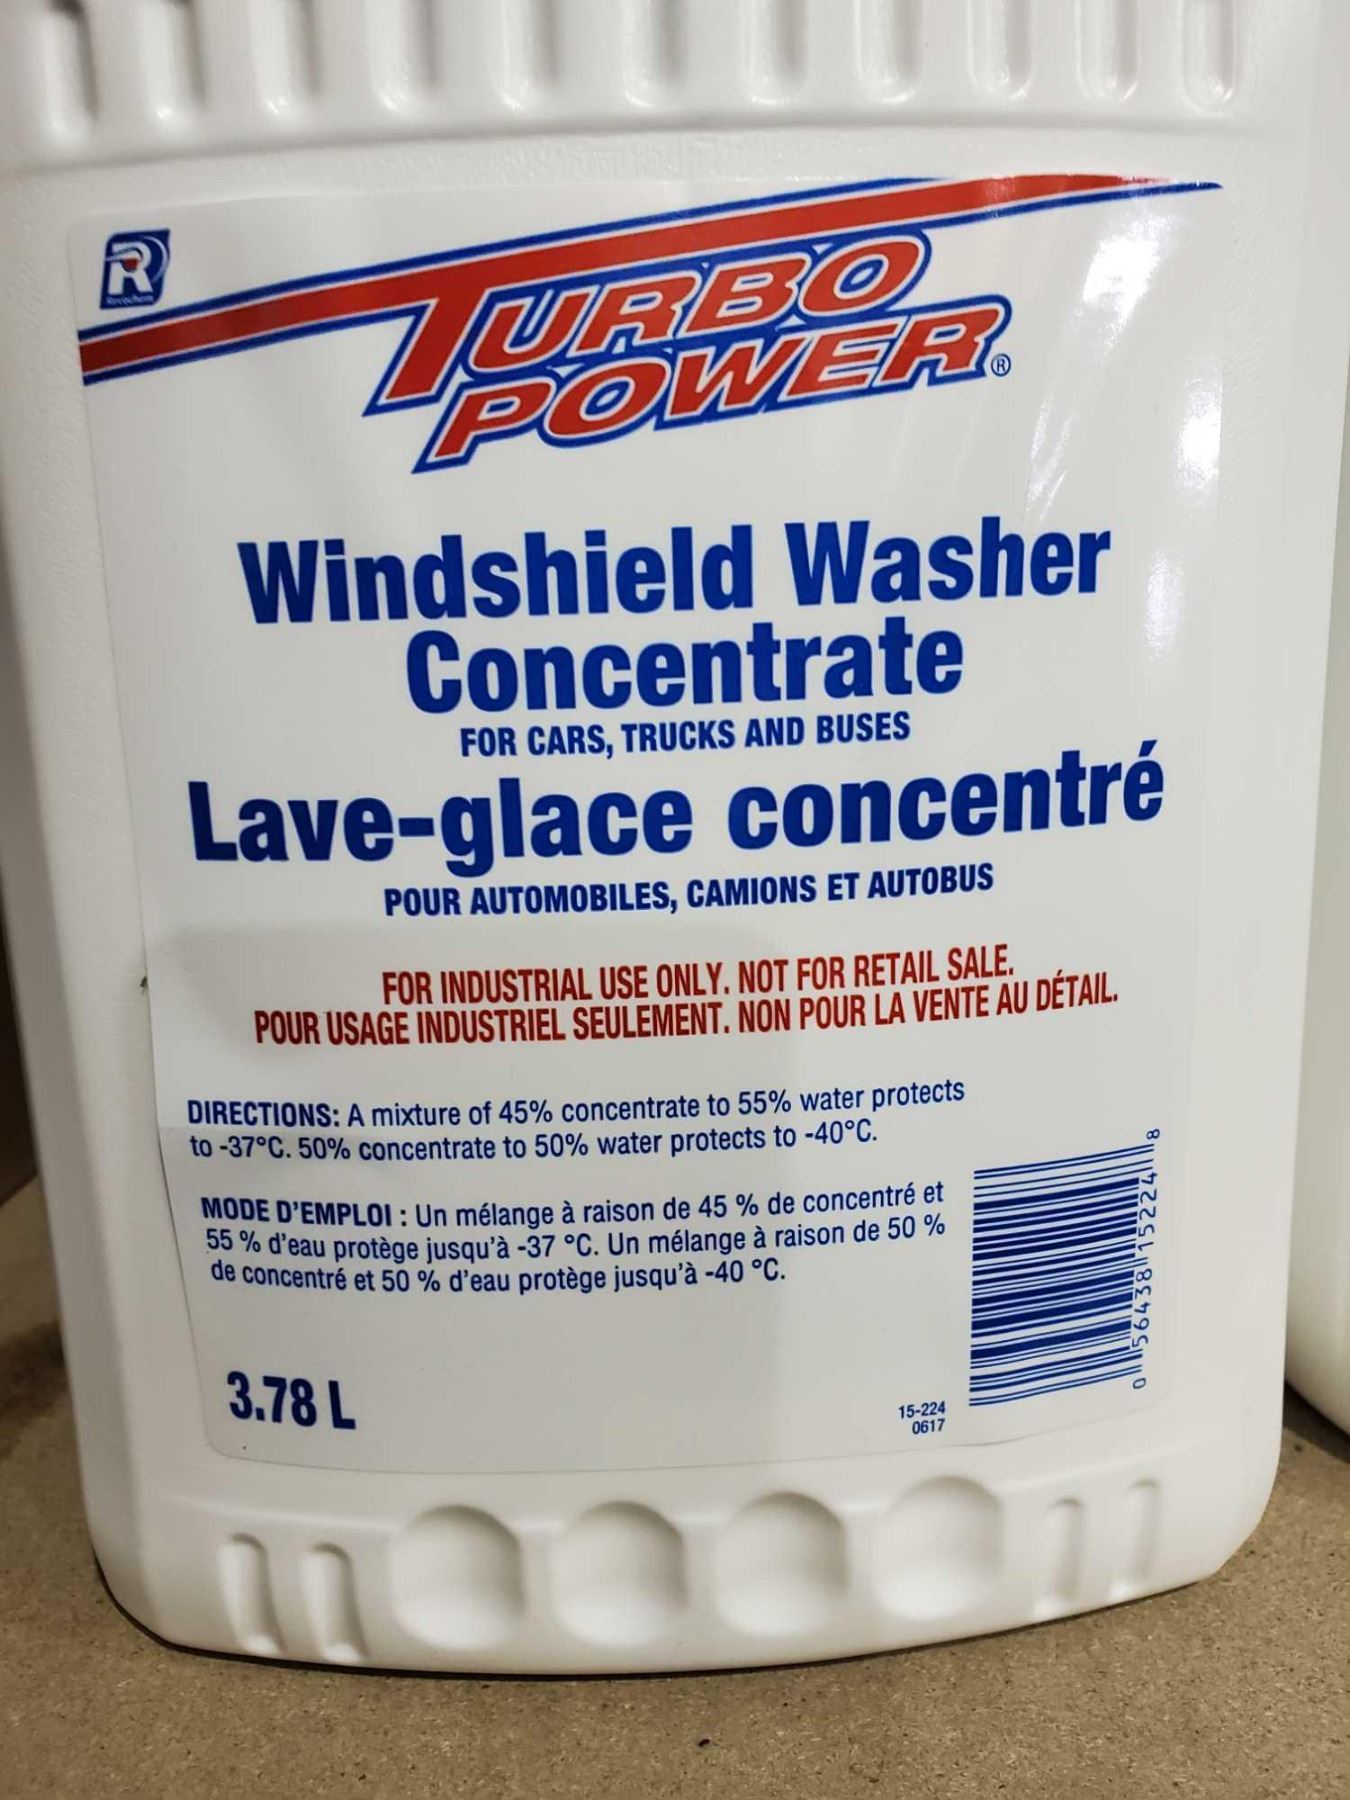 R
Recochem
TURBO
POWER®
Windshield Washer
Concentrate
FOR CARS, TRUCKS AND BUSES
Lave-glace concentré
POUR AUTOMOBILES, CAMIONS ET AUTOBUS
FOR INDUSTRIAL USE ONLY. NOT FOR RETAIL SALE.
POUR USAGE INDUSTRIEL SEULEMENT. NON POUR LA VENTE AU DÉTAIL.
DIRECTIONS: A mixture of 45% concentrate to 55% water protects
to -37°C. 50% concentrate to 50% water protects to -40°C.
MODE D'EMPLOI : Un mélange à raison de 45 % de concentré et
55 % d'eau protège jusqu'à -37 °C. Un mélange à raison de 50 %
de concentré et 50 % d'eau protège jusqu'à -40 °C.
3.78 L
15-224
0617
0 56438 15224 8